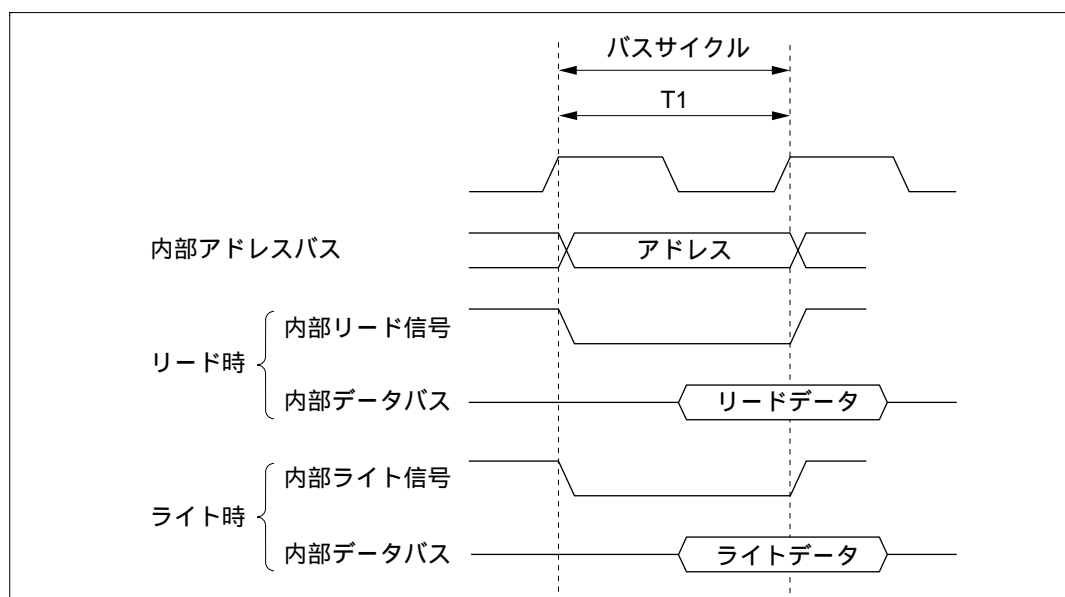 バスサイクル
T1
内部アドレスバス
アドレス
リード時
内部リード信号
内部データバス
リードデータ
ライト時
内部ライト信号
内部データバス
ライトデータ